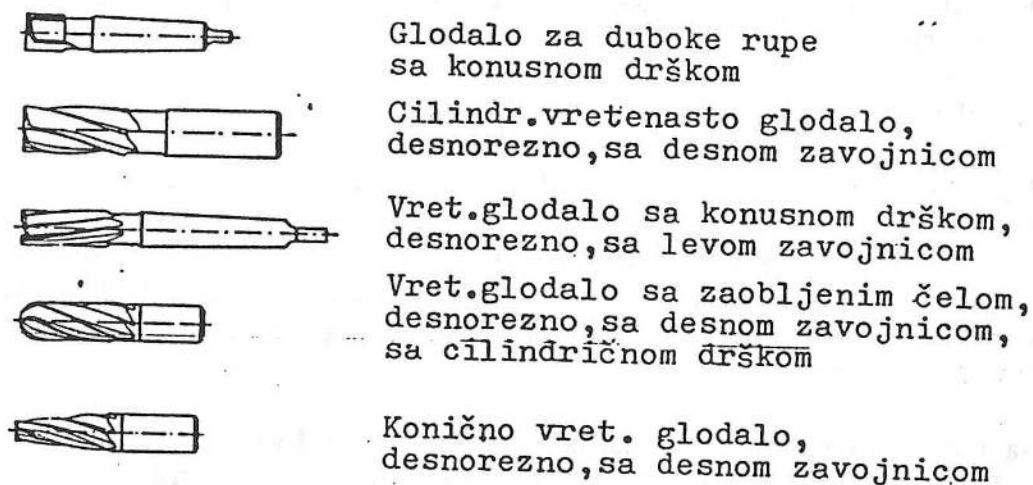 Glodalo za duboke rupe
sa konusnom drškom
Cilindr.vretenasto glodalo,
desnorezno,sa desnom zavojnicom
Vret.glodalo sa konusnom drškom,
desnorezno,sa levom zavojnicom
Vret.glodalo sa zaobljenim čelom,
desnorezno,sa desnom zavojnicom,
sa cilindričnom drškom
Konično vret. glodalo,
desnorezno,sa desnom zavojnicom